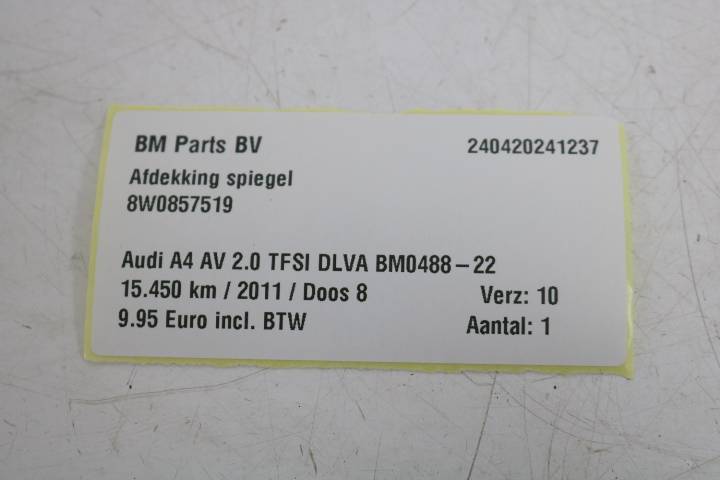 BM Parts BV 240420241237
Afdekking spiegel
8W0857519
Audi A4 AV 2.0 TFSI DLVA BM0488-22
15.450 km / 2011 / Doos 8 Verz: 10
9.95 Euro incl. BTW Aantal: 1